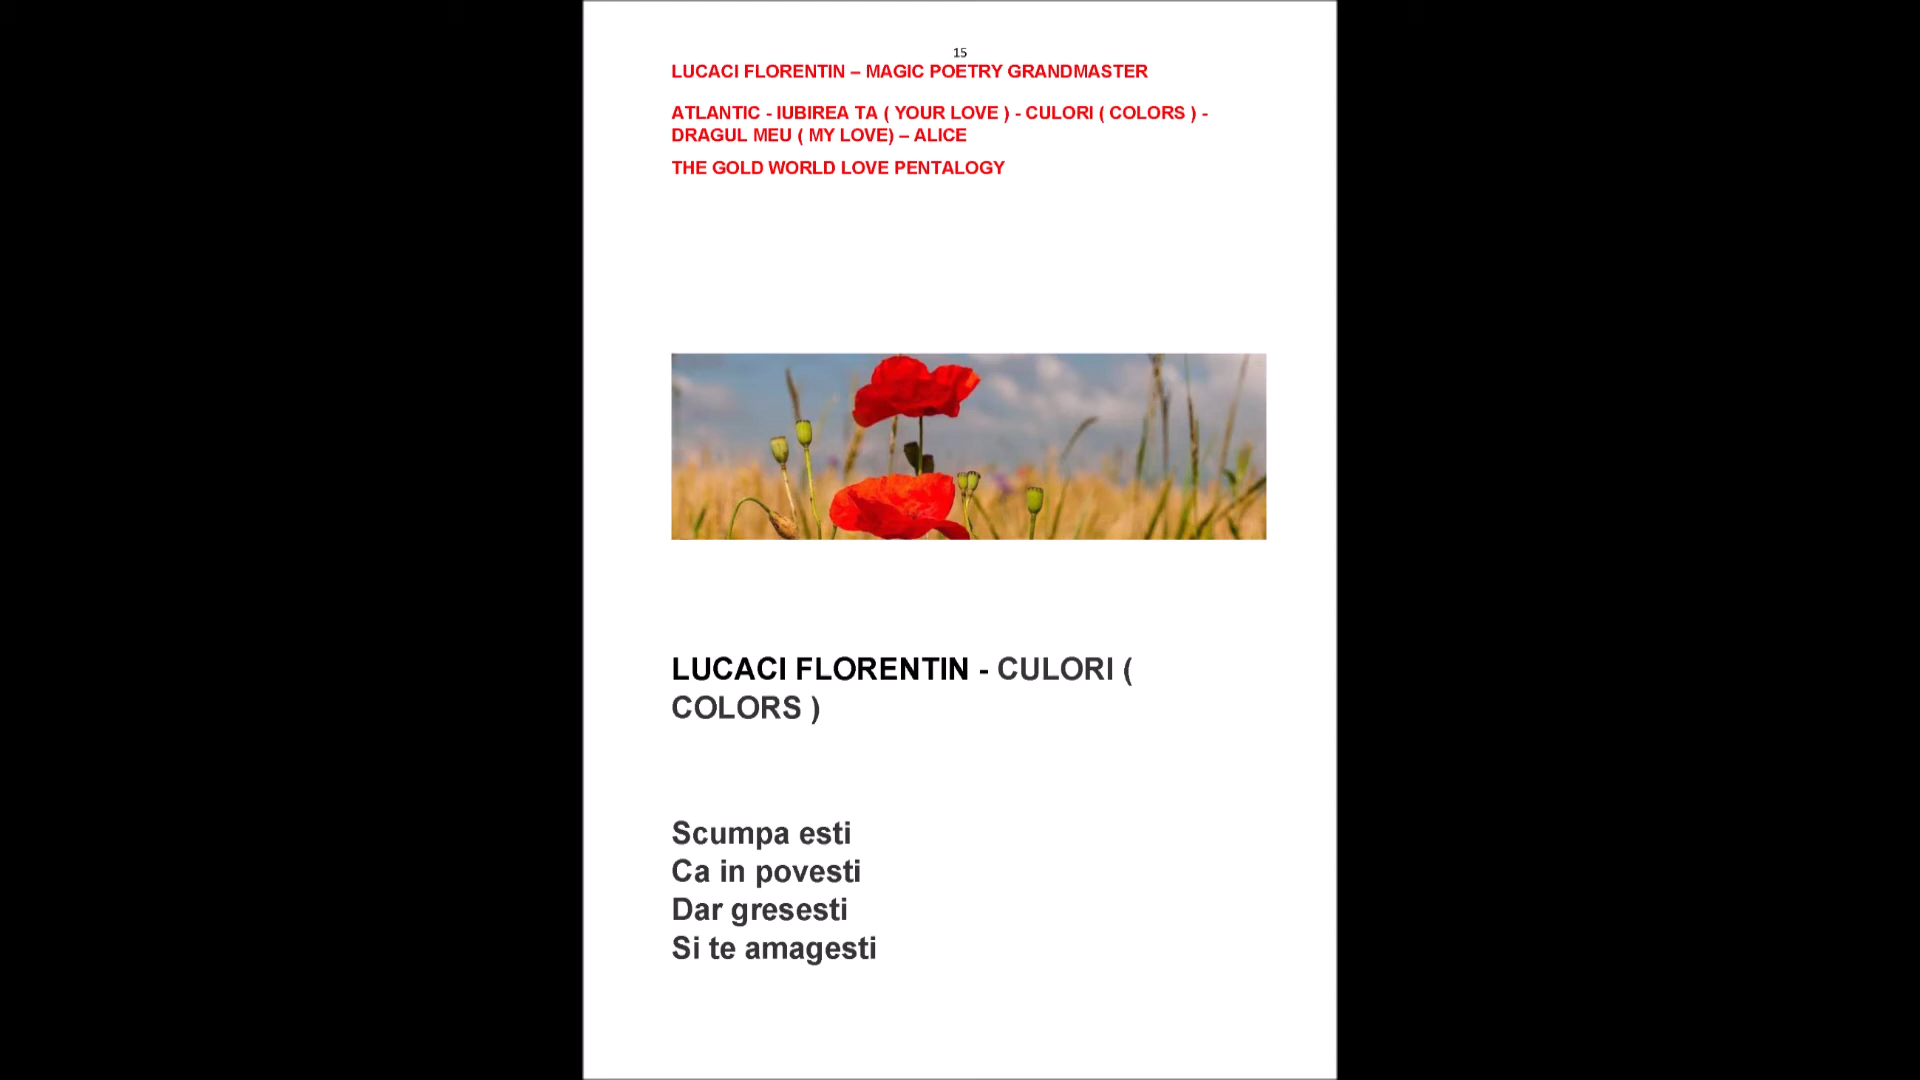 15
LUCACI FLORENTIN – MAGIC POETRY GRANDMASTER
ATLANTIC - IUBIREA TA ( YOUR LOVE ) - CULORI ( COLORS ) -
DRAGUL MEU ( MY LOVE) – ALICE
THE GOLD WORLD LOVE PENTALOGY
LUCACI FLORENTIN - CULORI (
COLORS )
Scumpa esti
Ca in povesti
Dar gresesti
Si te amagesti